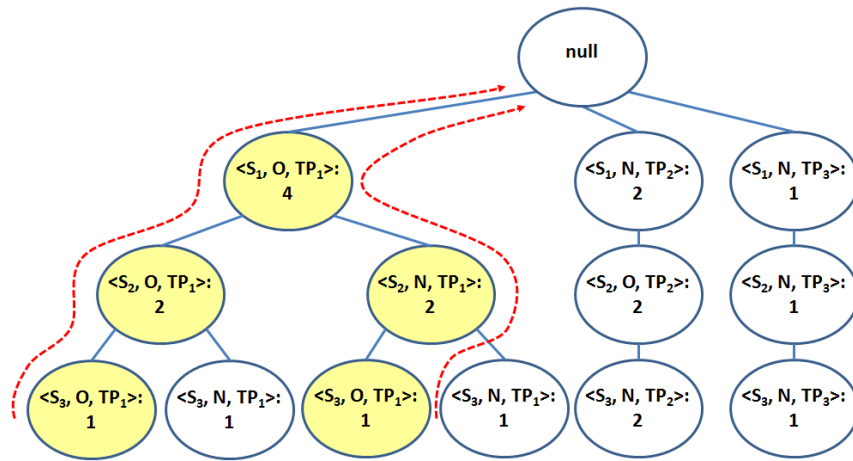 null
<S₁, O, TP₁>:
4
<S₁, N, TP₂>:
2
<S₁, N, TP₃>:
1
<S₂, O, TP₁>:
2
<S₂, N, TP₁>:
2
<S₂, O, TP₂>:
2
<S₂, N, TP₃>:
1
<S₃, O, TP₁>:
1
<S₃, N, TP₁>:
1
<S₃, O, TP₁>:
1
<S₃, N, TP₁>:
1
<S₃, N, TP₂>:
2
<S₃, N, TP₃>:
1